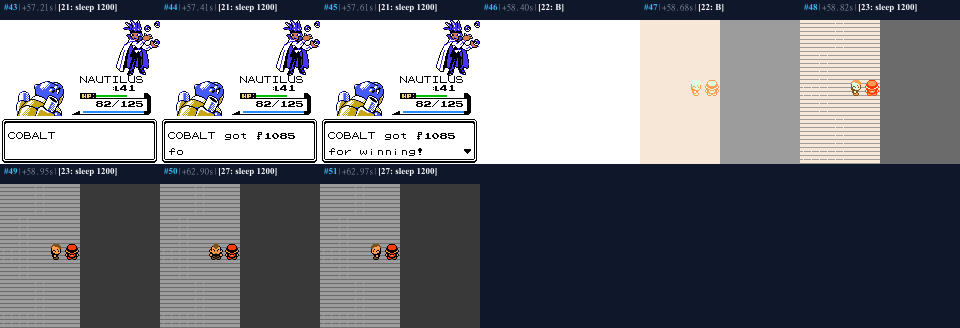 #43|+57.21s| [21: sleep 1200]
#44|+57.41s| [21: sleep 1200]
#45|+57.61s| [21: sleep 1200]
#46|+58.40s| [22: B]
#47|+58.68s| [22: B]
#48|+58.82s| [23: sleep 1200]
NAUTILUS
:L41
HP:
82/125
COBALT
NAUTILUS
:L41
HP:
82/125
COBALT got ₽1085
fo
NAUTILUS
:L41
HP:
82/125
COBALT got ₽1085
for winning!
#49|+58.95s| [23: sleep 1200]
#50|+62.90s| [27: sleep 1200]
#51|+62.97s| [27: sleep 1200]